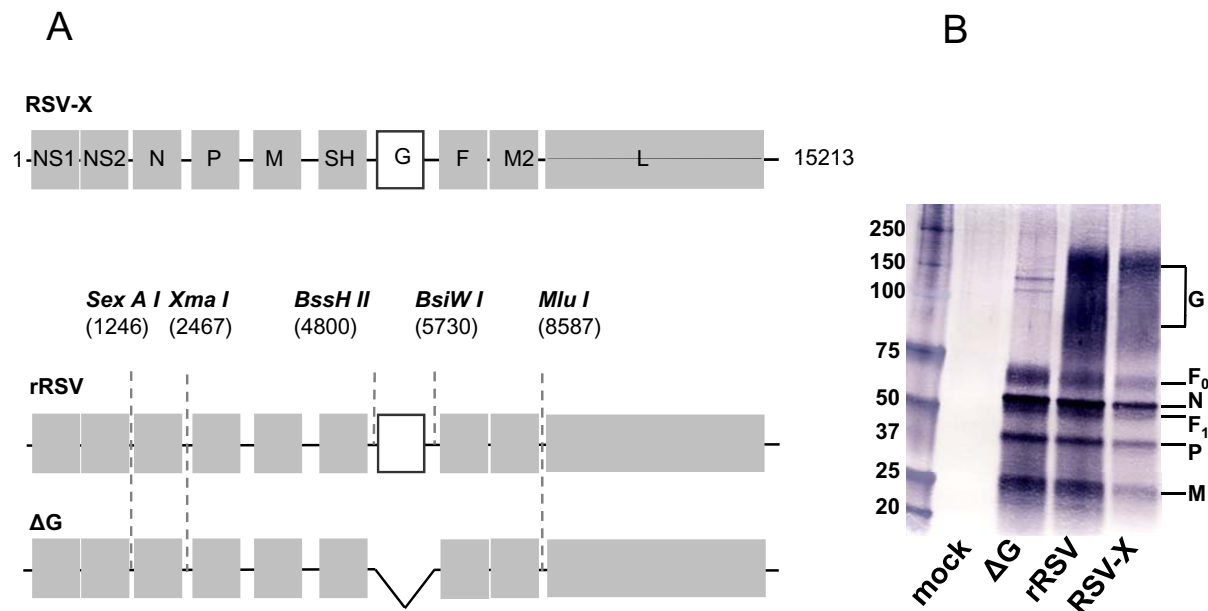 A
B
RSV-X
1 NS1 NS2 N P M SH G F M2 L 15213
Sex A I Xma I BssH II BsiW I Mlu I
(1246) (2467) (4800) (5730) (8587)
rRSV
ΔG
250
150
100
75
50
37
25
20
G
F0
N
F1
P
M
mock ΔG rRSV RSV-X